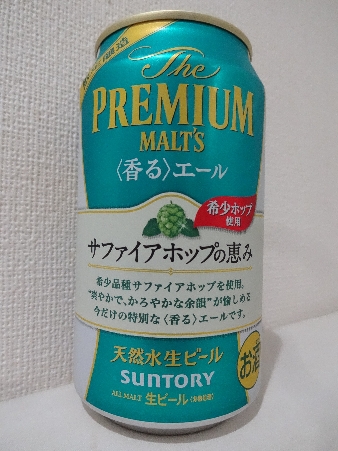 The
PREMIUM
MALT'S
〈香る〉エール
希少ホップ
使用
サファイアホップの恵み
希少品種サファイアホップを使用。
"爽やかで、かろやかな余韻"が愉しめる
今だけの特別な〈香る〉エールです。
天然水生ビール
お酒
SUNTORY
ALL MALT
生ビール